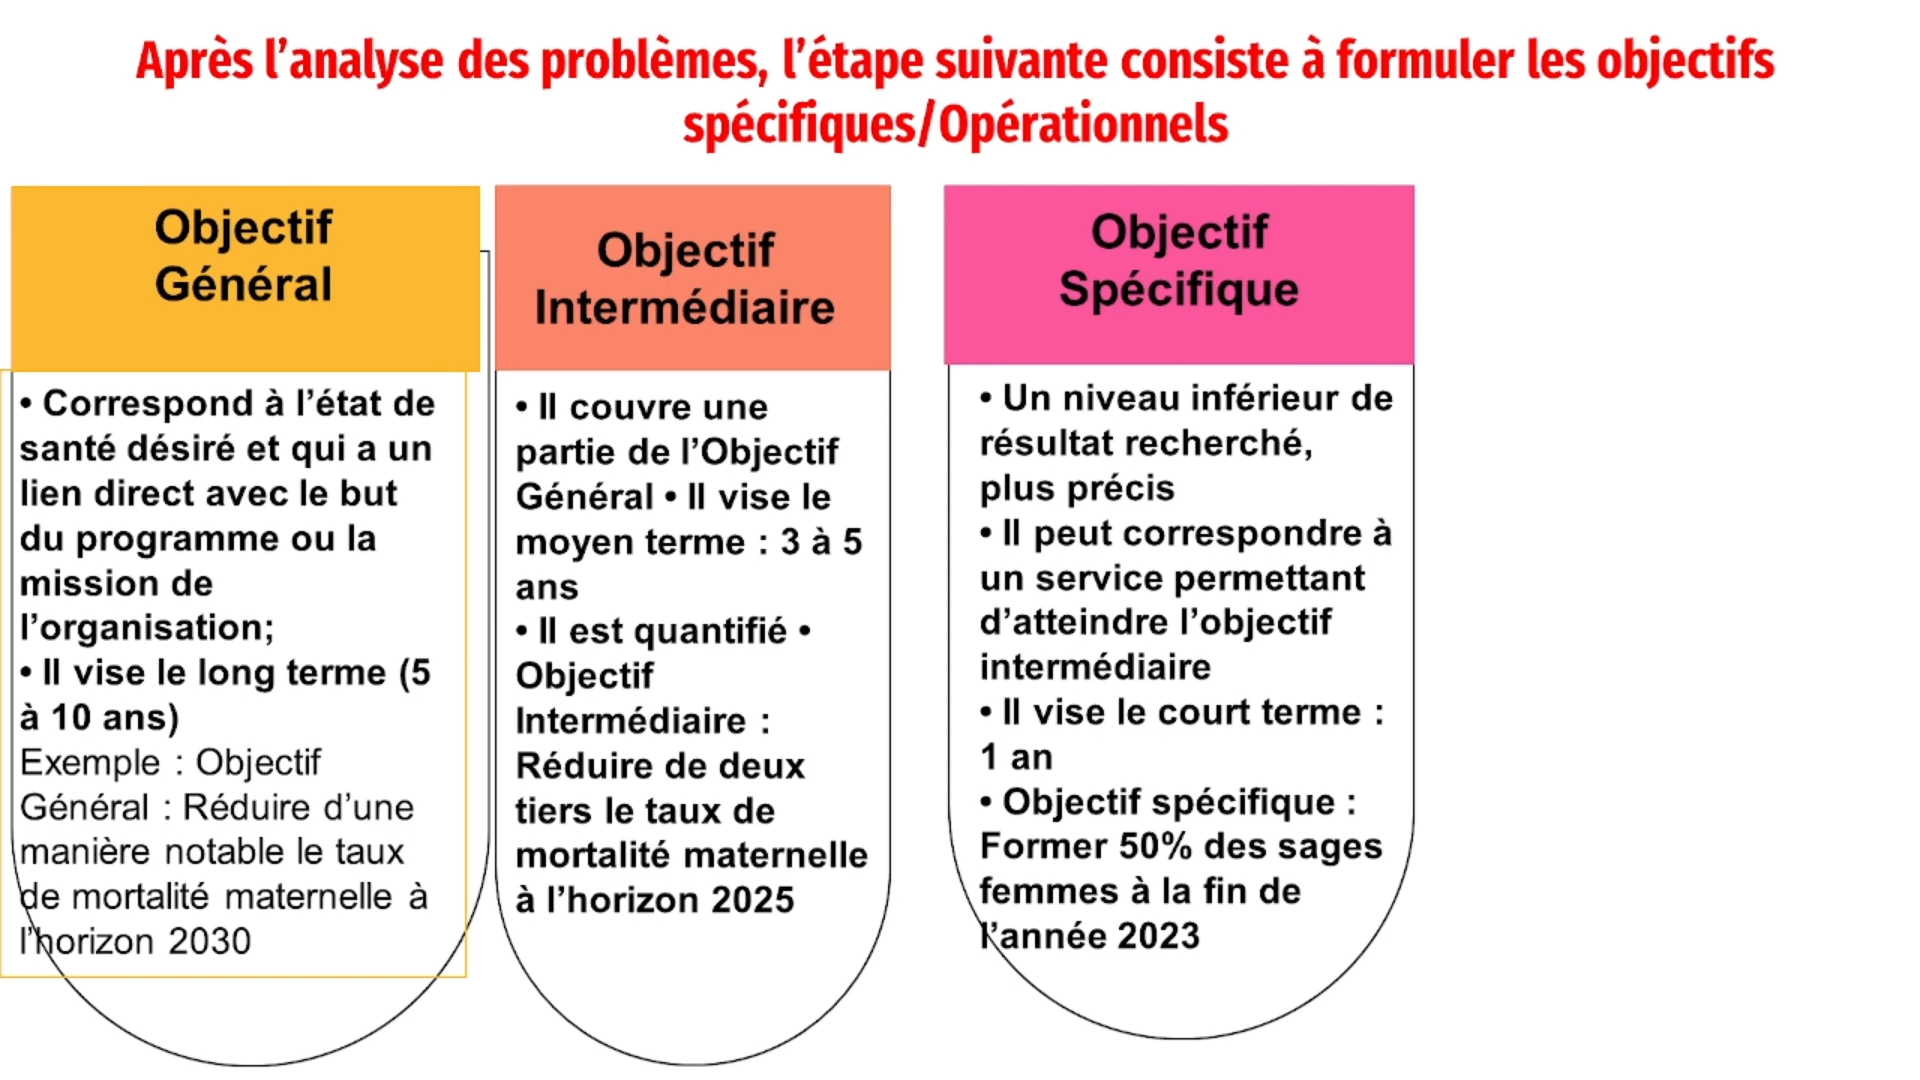 Après l’analyse des problèmes, l’étape suivante consiste à formuler les objectifs
spécifiques/Opérationnels
Objectif
Général
• Correspond à l’état de
santé désiré et qui a un
lien direct avec le but
du programme ou la
mission de
l’organisation;
• Il vise le long terme (5
à 10 ans)
Exemple : Objectif
Général : Réduire d’une
manière notable le taux
de mortalité maternelle à
l’horizon 2030
Objectif
Intermédiaire
• Il couvre une
partie de l’Objectif
Général • Il vise le
moyen terme : 3 à 5
ans
• Il est quantifié •
Objectif
Intermédiaire :
Réduire de deux
tiers le taux de
mortalité maternelle
à l’horizon 2025
Objectif
Spécifique
• Un niveau inférieur de
résultat recherché,
plus précis
• Il peut correspondre à
un service permettant
d’atteindre l’objectif
intermédiaire
• Il vise le court terme :
1 an
• Objectif spécifique :
Former 50% des sages
femmes à la fin de
l’année 2023